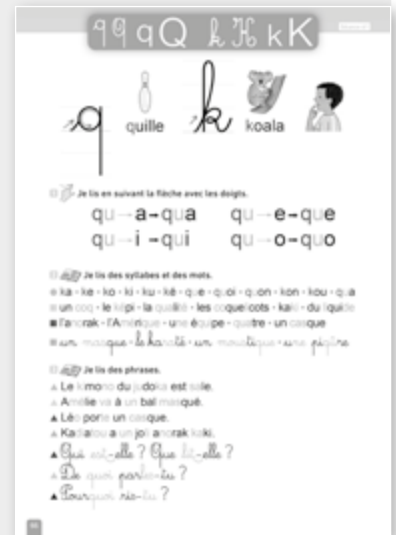 q Q q Q k K k K
q quille k koala
Je lis en suivant la flèche avec les doigts.
qu → a → qua qu → e → que
qu → i → qui qu → o → quo
Je lis des syllabes et des mots.
ka • ke • ko • ki • ku • ké • que • quoi • quon • kon • kou • qua
un coq • le képi • la qualité • les coquelicots • kaki • du liquide
l'anorak • l'Amérique • une équipe • quatre • un casque
un masque • le karaté • un moustique • une piqûre
Je lis des phrases.
Le kimono du judoka est sale.
Amélie va à un bal masqué.
Léo porte un casque.
Kadiatou a un joli anorak kaki.
Qui est-elle ? Que lit-elle ?
De quoi parles-tu ?
Pourquoi ris-tu ?